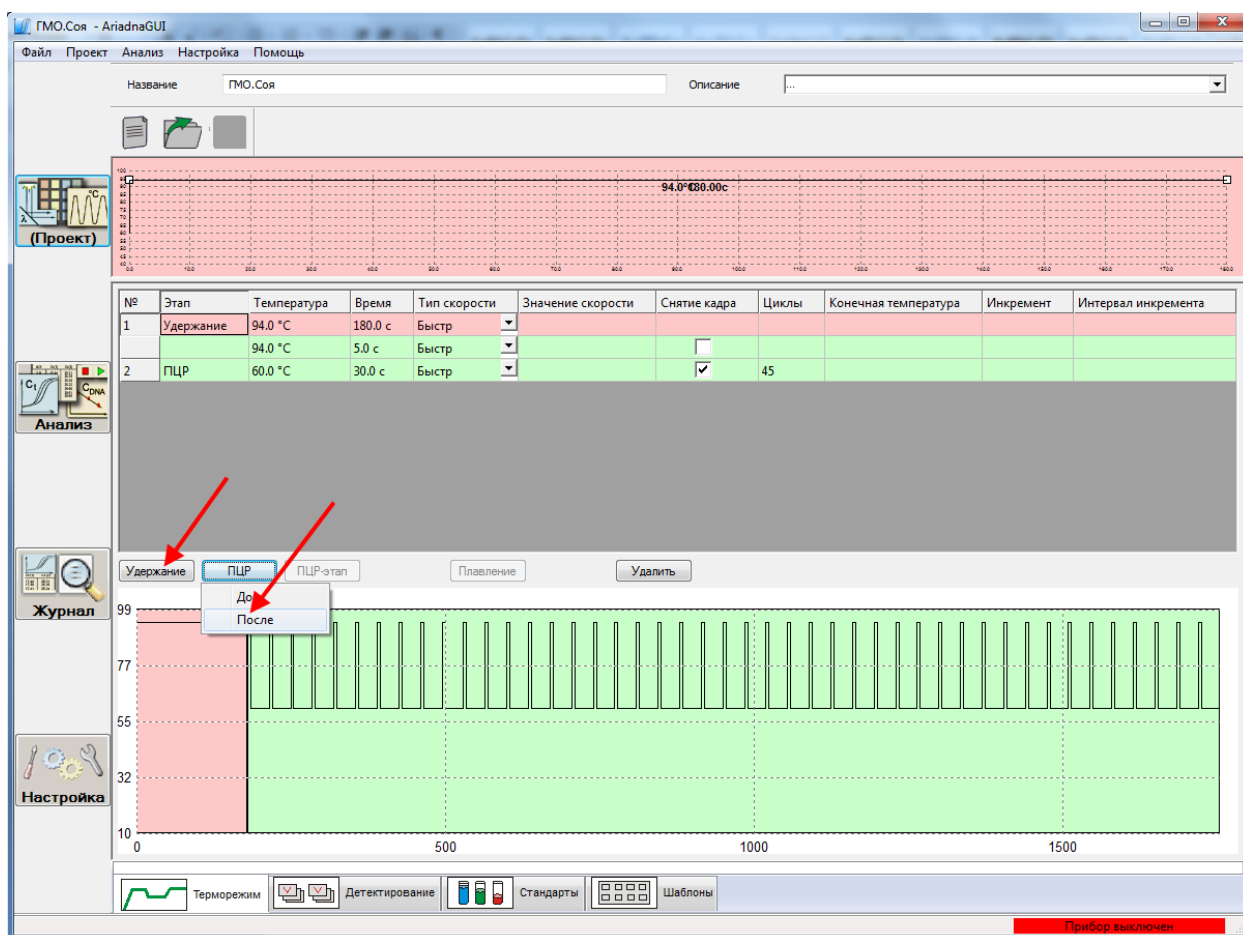 ГМО.Соя - AriadnaGUI
Файл Проект Анализ Настройка Помощь
Название ГМО.Соя Описание ...
94.0°C
180.00c
(Проект)
№ Этап Температура Время Тип скорости Значение скорости Снятие кадра Циклы Конечная температура Инкремент Интервал инкремента
1 Удержание 94.0 °C 180.0 с Быстр
94.0 °C 5.0 с Быстр
2 ПЦР 60.0 °C 30.0 с Быстр 45
Анализ
Удержание ПЦР ПЦР-этап Плавление Удалить
До
После
Журнал
99
77
55
32
10
0 500 1000 1500
Настройка
Терморежим Детектирование Стандарты Шаблоны
Прибор выключен